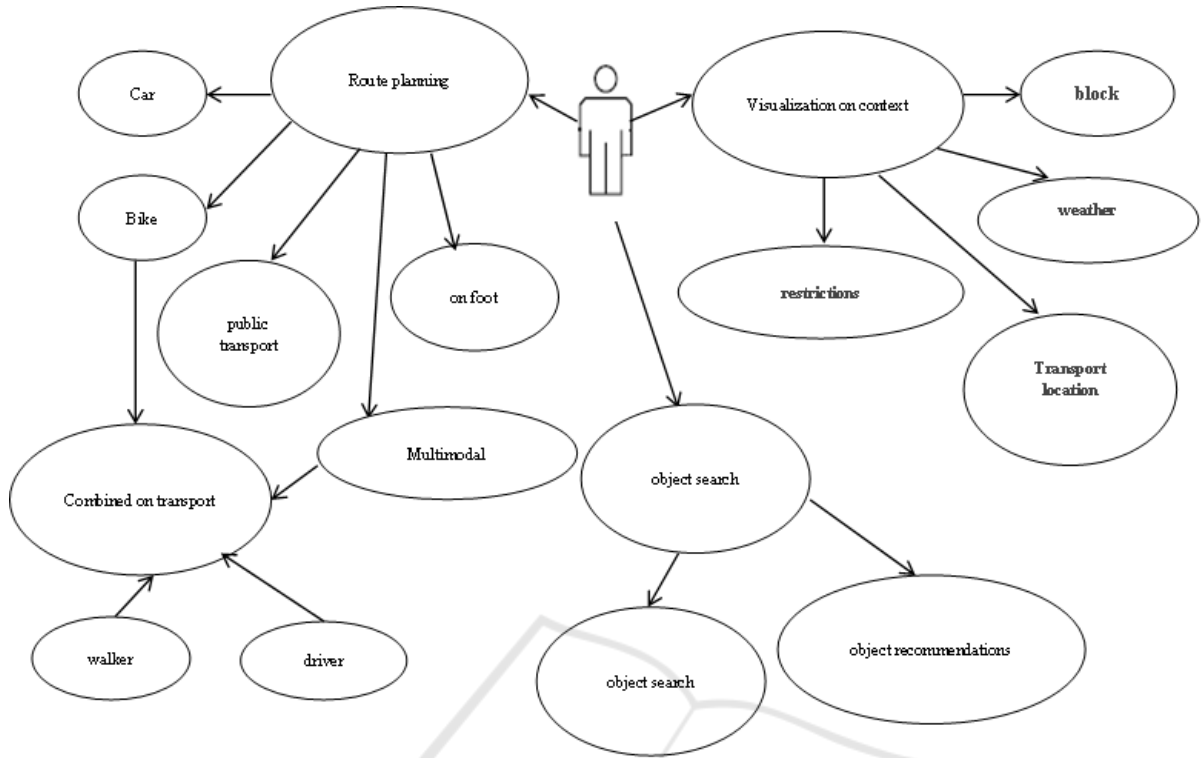 Route planning
Car
Visualization on context
block
Bike
weather
restrictions
on foot
public
transport
Transport
location
Multimodal
object search
Combined on transport
walker
driver
object search
object recommendations